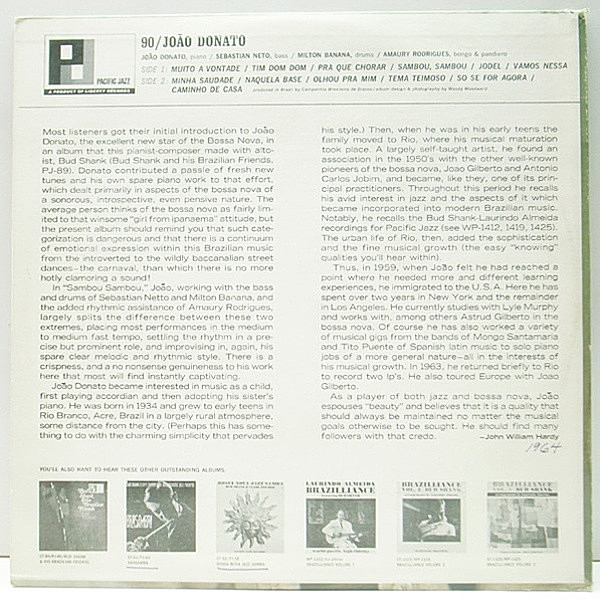 90/JOÃO DONATO
JOÃO DONATO, piano / SEBASTIAN NETO, bass / MILTON BANANA, drums / AMAURY RODRIGUES, bongo & pandiero
SIDE 1: MUITO A VONTADE / TIM DOM DOM / PRA QUE CHORAR / SAMBOU, SAMBOU / JODEL / VAMOS NESSA
SIDE 2: MINHA SAUDADE / NAQUELA BASE / OLHOU PRA MIM / TEMA TEIMOSO / SO SE FOR AGORA /
CAMINHO DE CASA produced in Brazil by Companhia Brasileira de Discos / album design & photography by Woody Woodward
PACIFIC JAZZ
A PRODUCT OF LIBERTY RECORDS
Most listeners got their initial introduction to João
Donato, the excellent new star of the Bossa Nova, in
an album that this pianist-composer made with alto-
ist, Bud Shank (Bud Shank and his Brazilian Friends,
PJ-89). Donato contributed a passle of fresh new
tunes and his own spare piano work to that effort,
which dealt primarily in aspects of the bossa nova of
a sonorous, introspective, even pensive nature. The
average person thinks of the bossa nova as fairly lim-
ited to that winsome "girl from ipanaema" attitude, but
the present album should remind you that such cate-
gorization is dangerous and that there is a continuum
of emotional expression within this Brazilian music
from the introverted to the wildly baccanalian street
dances—the carnaval, than which there is no more
hotly clamoring a sound!
In "Sambou Sambou," João, working with the bass
and drums of Sebastian Netto and Milton Banana, and
the added rhythmic assistance of Amaury Rodrigues,
largely splits the difference between these two
extremes, placing most performances in the medium
to medium fast tempo, settling the rhythm in a pre-
cise but prominent role, and improvising in, again, his
spare clear melodic and rhythmic style. There is a
crispness, and a no nonsense genuineness to his work
here that most will find instantly captivating.
João Donato became interested in music as a child,
first playing accordian and then adopting his sister's
piano. He was born in 1934 and grew to early teens in
Rio Branco, Acre, Brazil in a largely rural atmosphere,
some distance from the city. (Perhaps this has some-
thing to do with the charming simplicity that pervades
his style.) Then, when he was in his early teens the
family moved to Rio, where his musical maturation
took place. A largely self-taught artist, he found an
association in the 1950's with the other well-known
pioneers of the bossa nova, Joao Gilberto and Antonio
Carlos Jobim, and became, like they, one of its prin-
cipal practitioners. Throughout this period he recalls
his avid interest in jazz and the aspects of it which
became incorporated into modern Brazilian music.
Notably, he recalls the Bud Shank-Laurindo Almeida
recordings for Pacific Jazz (see WP-1412, 1419, 1425).
The urban life of Rio, then, added the sophistication
and the fine musical growth (the easy "knowing"
qualities you'll hear within).
Thus, in 1959, when João felt he had reached a
point where he needed more and different learning
experiences, he immigrated to the U.S.A. Here he has
spent over two years in New York and the remainder
in Los Angeles. He currently studies with Lyle Murphy
and works with, among others Astrud Gilberto in the
bossa nova. Of course he has also worked a variety
of musical gigs from the bands of Mongo Santamaria
and Tito Puente of Spanish latin music to solo piano
jobs of a more general nature—all in the interests of
his musical growth. In 1963, he returned briefly to Rio
to record two lp's. He also toured Europe with Joao
Gilberto.
As a player of both jazz and bossa nova, João
espouses "beauty" and believes that it is a quality that
should always be maintained no matter the musical
goals otherwise to be sought. He should find many
followers with that credo. —John William Hardy
1964
YOU'LL ALSO WANT TO HEAR THESE OTHER OUTSTANDING ALBUMS.
BRASAMBA
LAURINDO ALMEIDA
BRAZILLIANCE
BRAZILLIANCE
VOL. 2 BUD SHANK